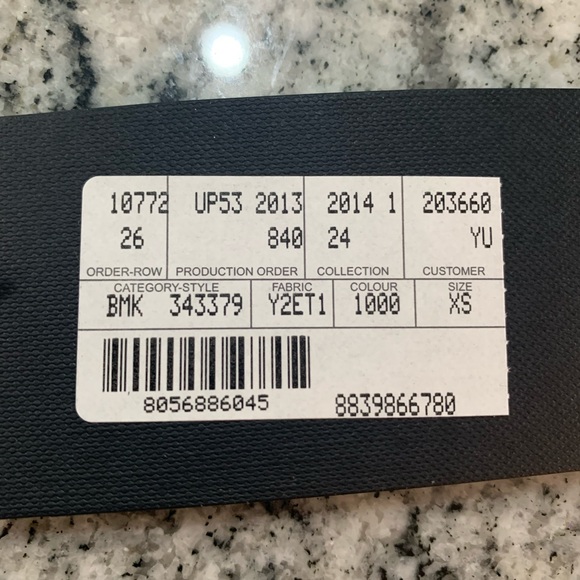 10772 UP53 2013 2014 1 203660
26 840 24 YU
ORDER-ROW PRODUCTION ORDER COLLECTION CUSTOMER
CATEGORY-STYLE FABRIC COLOUR SIZE
BMK 343379 Y2ET1 1000 XS
8056886045 8839866780